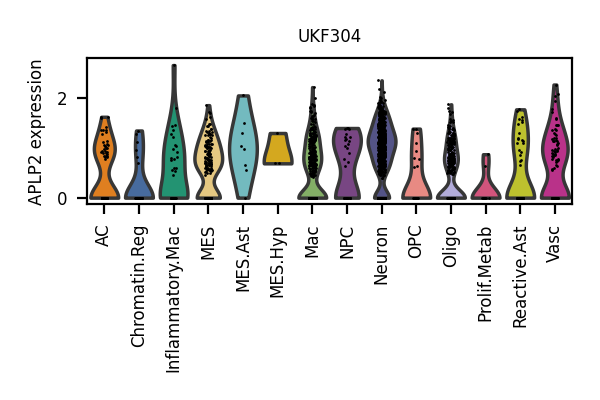 UKF304
APLP2 expression
2
0
AC
Chromatin.Reg
Inflammatory.Mac
MES
MES.Ast
MES.Hyp
Mac
NPC
Neuron
OPC
Oligo
Prolif.Metab
Reactive.Ast
Vasc